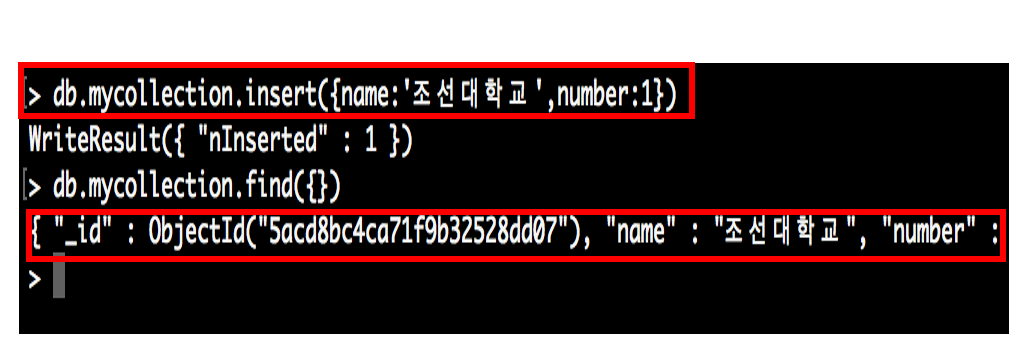 > db.mycollection.insert({name:'조선대학교',number:1})
WriteResult({ "nInserted" : 1 })
> db.mycollection.find({})
{ "_id" : ObjectId("5acd8bc4ca71f9b32528dd07"), "name" : "조선대학교", "number" :
>